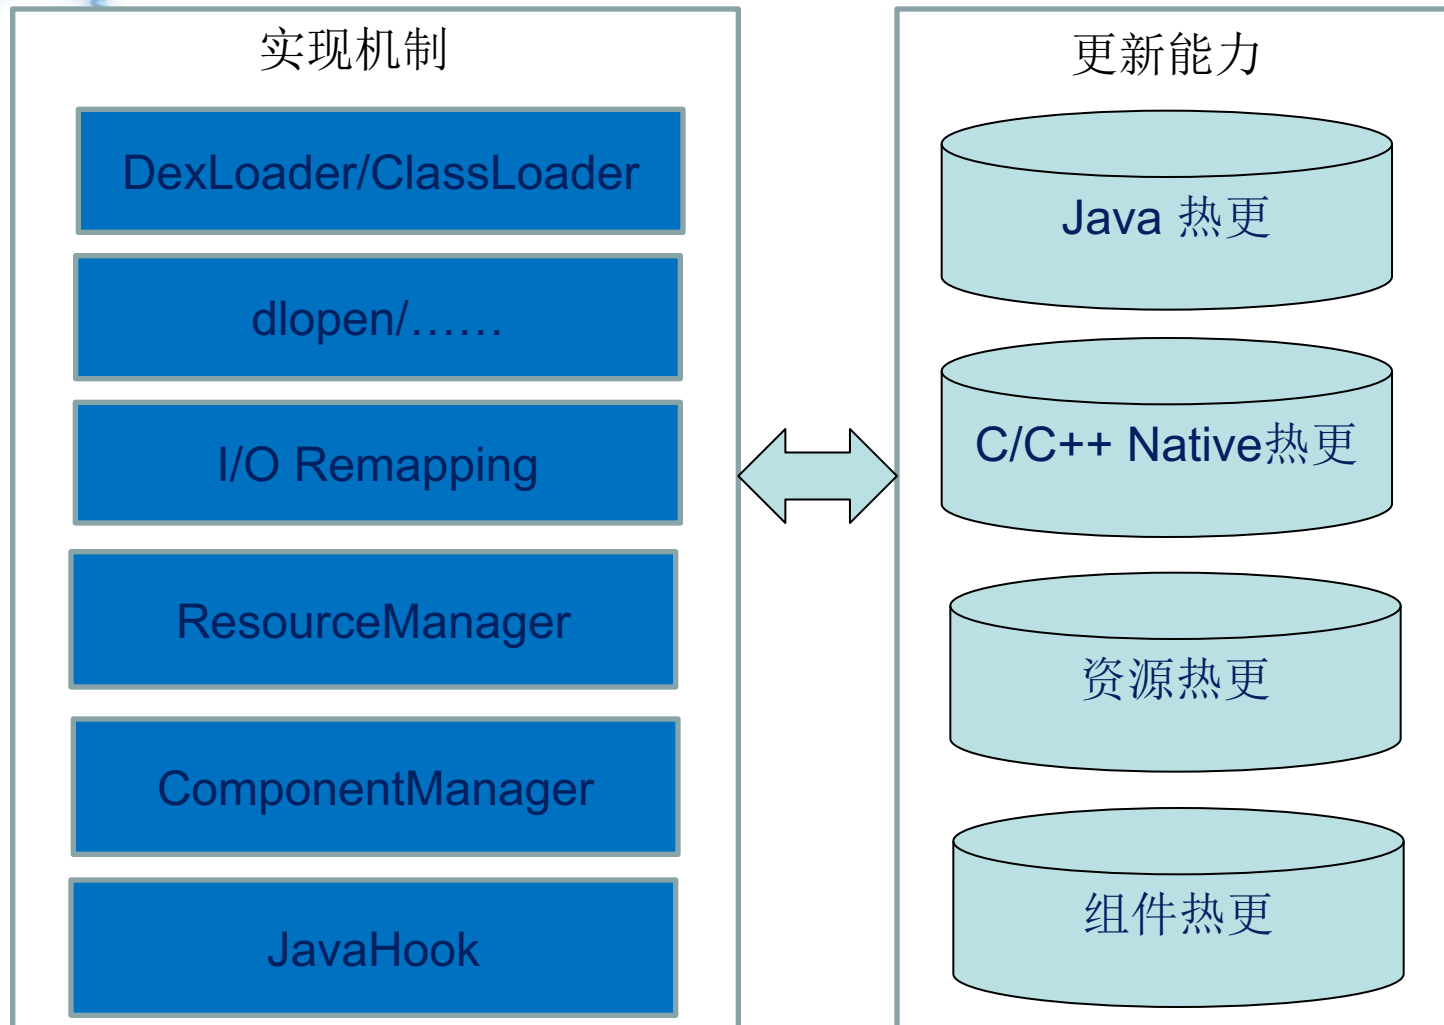 实现机制
DexLoader/ClassLoader
dlopen/……
I/O Remapping
ResourceManager
ComponentManager
JavaHook
更新能力
Java 热更
C/C++ Native热更
资源热更
组件热更